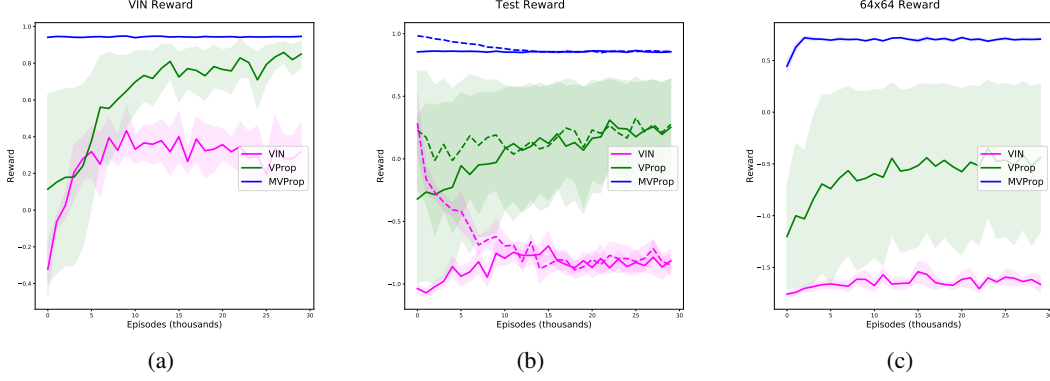 VIN Reward
Reward
1.0
0.8
0.6
0.4
0.2
0.0
−0.2
−0.4
0
5
10
15
20
25
30
Episodes (thousands)
VIN
VProp
MVProp
(a)
Test Reward
Reward
1.0
0.5
0.0
−0.5
−1.0
0
5
10
15
20
25
30
Episodes (thousands)
VIN
VProp
MVProp
(b)
64x64 Reward
Reward
1.0
0.5
0.0
−0.5
−1.0
−1.5
0
5
10
15
20
25
30
Episodes (thousands)
VIN
VProp
MVProp
(c)